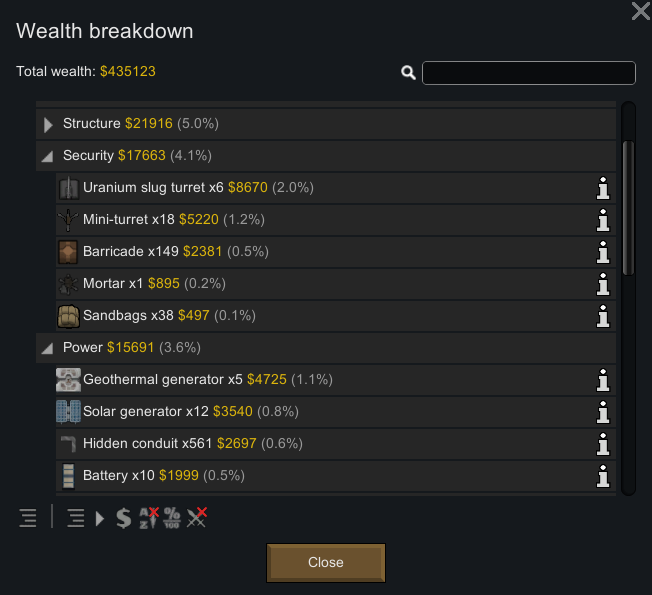 Wealth breakdown
Total wealth: $435123
Structure $21916 (5.0%)
Security $17663 (4.1%)
Uranium slug turret x6 $8670 (2.0%)
Mini-turret x18 $5220 (1.2%)
Barricade x149 $2381 (0.5%)
Mortar x1 $895 (0.2%)
Sandbags x38 $497 (0.1%)
Power $15691 (3.6%)
Geothermal generator x5 $4725 (1.1%)
Solar generator x12 $3540 (0.8%)
Hidden conduit x561 $2697 (0.6%)
Battery x10 $1999 (0.5%)
$ A Z % 100
Close